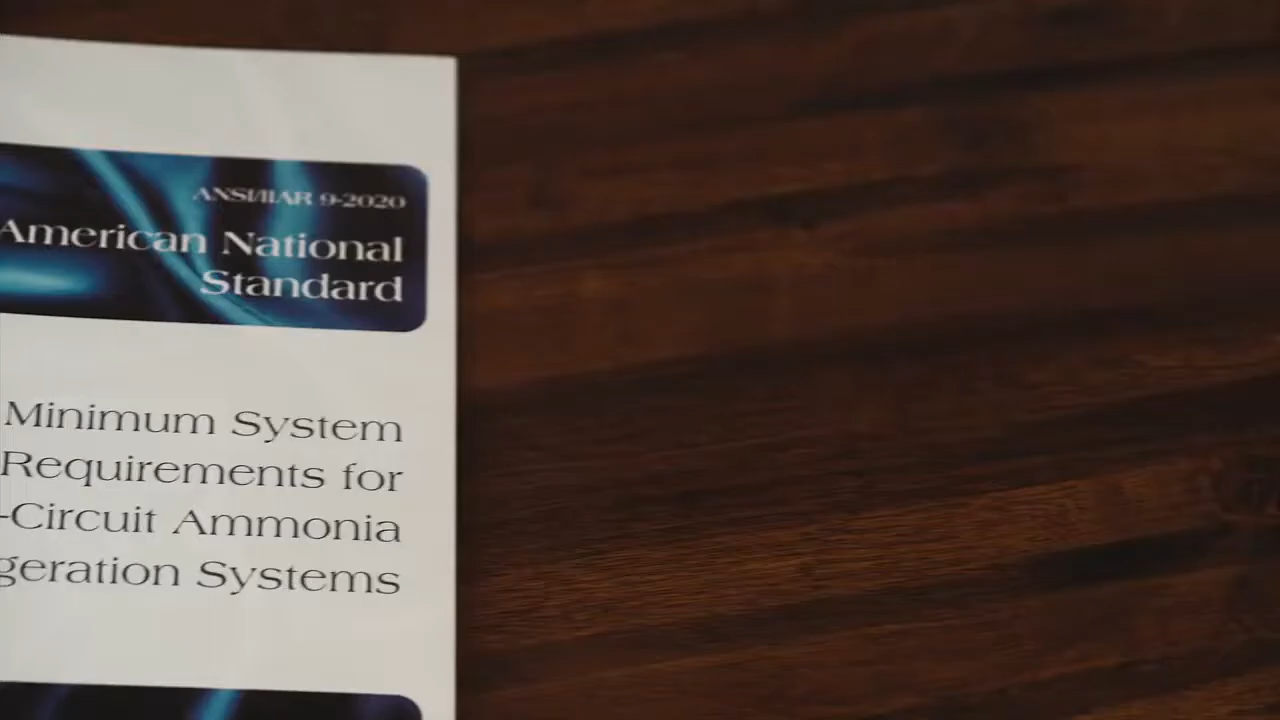 ANSI/IIAR 9-2020
American National
Standard
Minimum System
Requirements for
-Circuit Ammonia
geration Systems